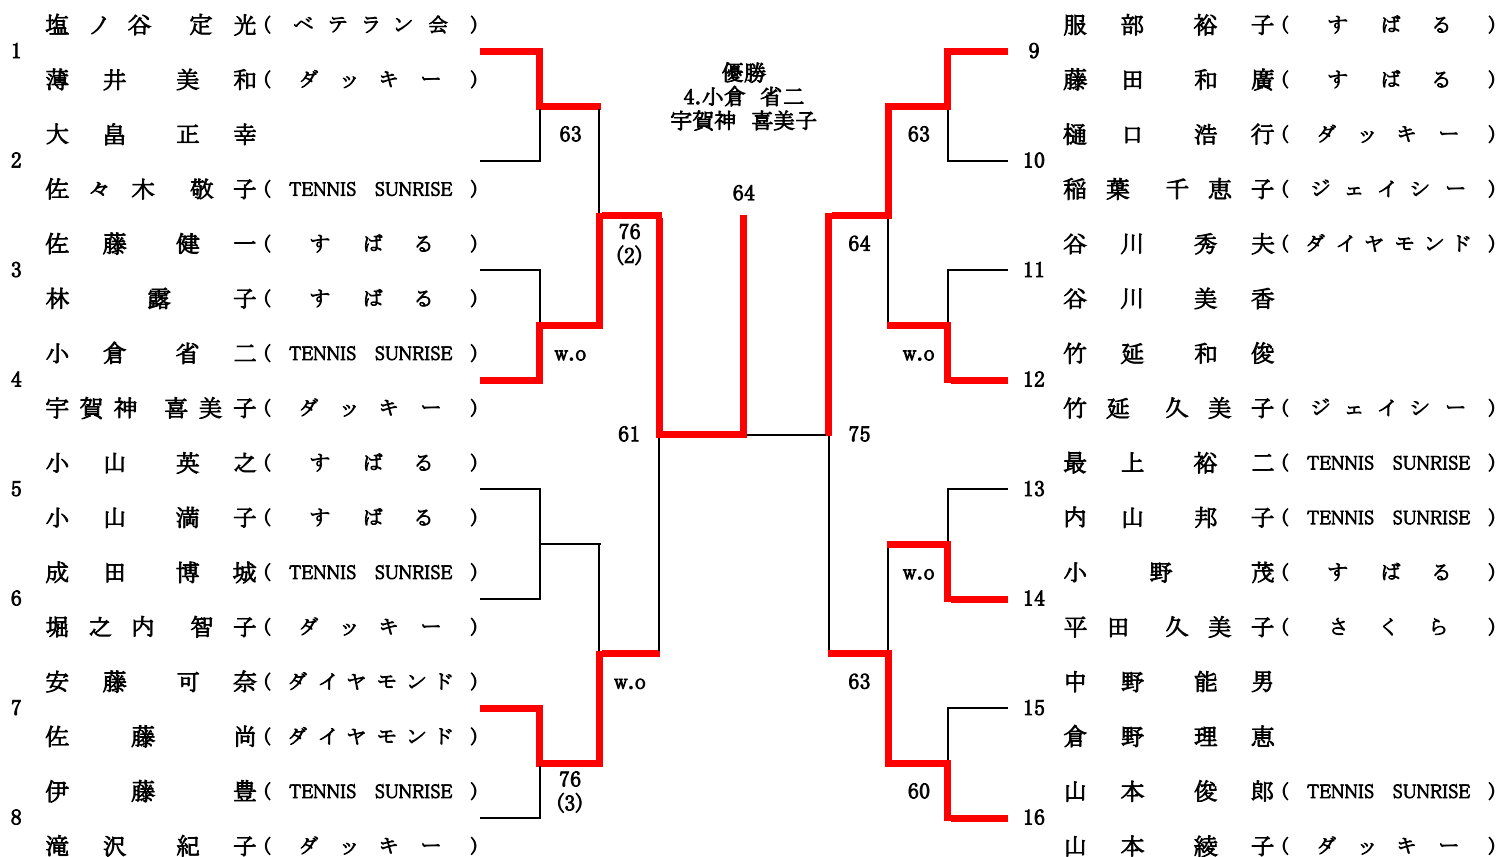 塩ノ谷 定光(ベテラン会)
1
薄井 美和(ダッキー)
大畠 正幸
2
佐々木 敬子(TENNIS SUNRISE)
佐藤 健一(すばる)
3
林 露子(すばる)
小倉 省二(TENNIS SUNRISE)
4
宇賀神 喜美子(ダッキー)
小山 英之(すばる)
5
小山 満子(すばる)
成田 博城(TENNIS SUNRISE)
6
堀之内 智子(ダッキー)
安藤 可奈(ダイヤモンド)
7
佐藤 尚(ダイヤモンド)
伊藤 豊(TENNIS SUNRISE)
8
滝沢 紀子(ダッキー)
63
w.o
76
(3)
76
(2)
w.o
61
優勝
4.小倉 省二
宇賀神 喜美子
64
75
64
63
63
w.o
w.o
60
服部 裕子(すばる)
9
藤田 和廣(すばる)
樋口 浩行(ダッキー)
10
稲葉 千恵子(ジェイシー)
谷川 秀夫(ダイヤモンド)
11
谷川 美香
竹延 和俊
12
竹延 久美子(ジェイシー)
最上 裕二(TENNIS SUNRISE)
13
内山 邦子(TENNIS SUNRISE)
小野 茂(すばる)
14
平田 久美子(さくら)
中野 能男
15
倉野 理恵
山本 俊郎(TENNIS SUNRISE)
16
山本 綾子(ダッキー)